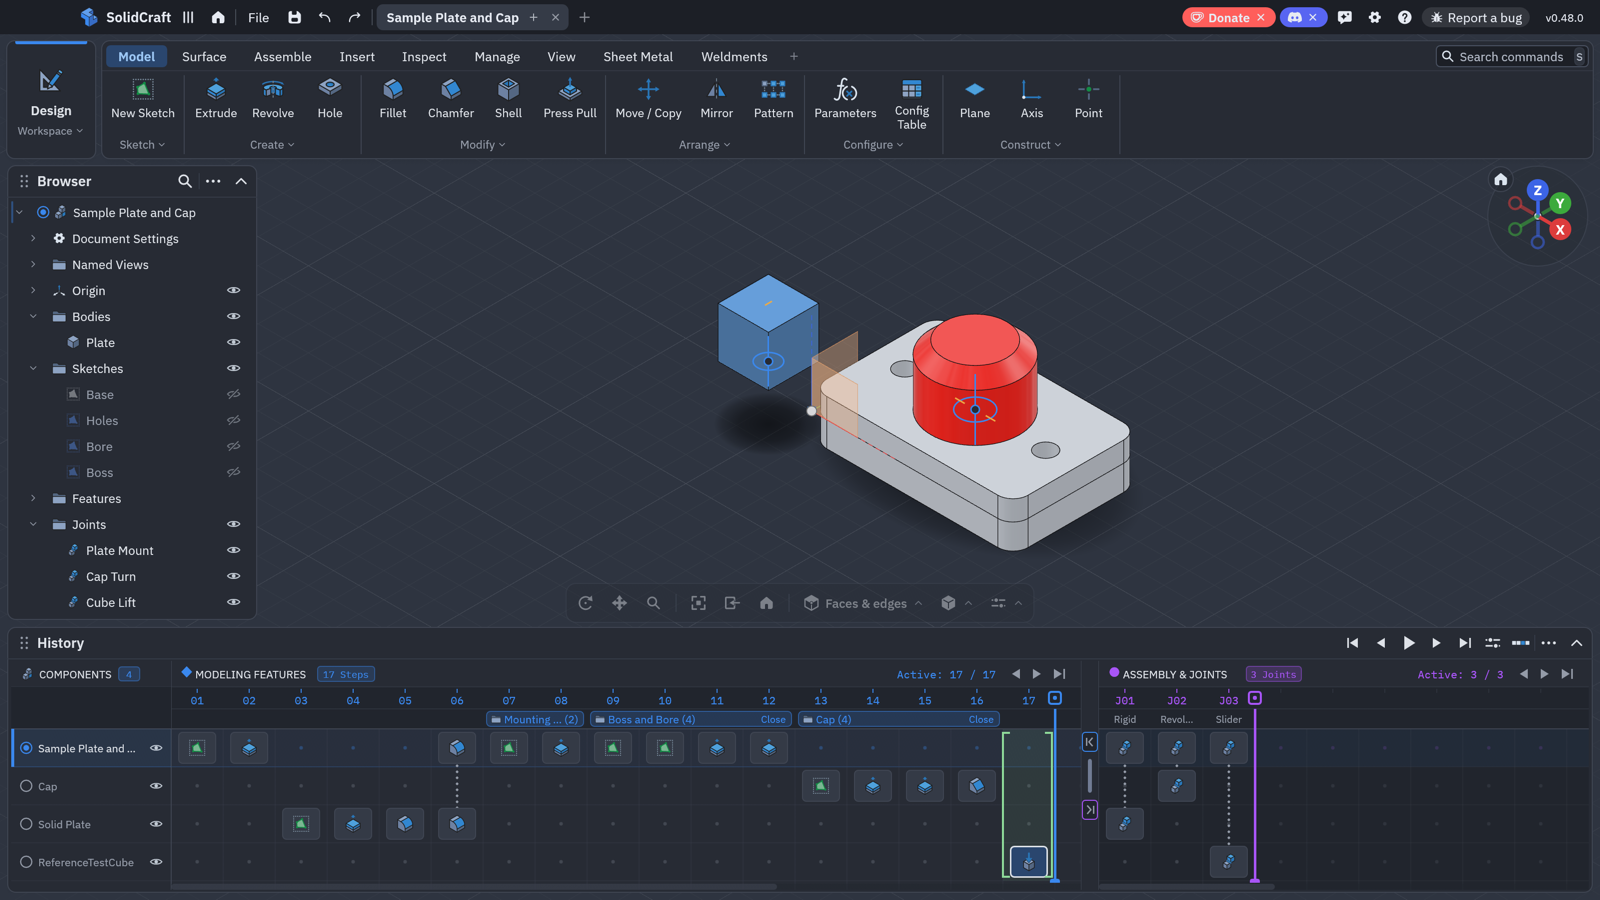 SolidCraft File Sample Plate and Cap + × + Donate × × Report a bug v0.48.0
Design
Workspace
Model Surface Assemble Insert Inspect Manage View Sheet Metal Weldments + Search commands S
New Sketch Extrude Revolve Hole Fillet Chamfer Shell Press Pull Move / Copy Mirror Pattern Parameters Config Table Plane Axis Point
Sketch Create Modify Arrange Configure Construct
Browser
Sample Plate and Cap
Document Settings
Named Views
Origin
Bodies
Plate
Sketches
Base
Holes
Bore
Boss
Features
Joints
Plate Mount
Cap Turn
Cube Lift
Z
Y
X
Faces & edges
History
COMPONENTS 4 MODELING FEATURES 17 Steps Active: 17 / 17 ASSEMBLY & JOINTS 3 Joints Active: 3 / 3
01 02 03 04 05 06 07 08 09 10 11 12 13 14 15 16 17 J01 J02 J03
Mounting ... (2) Boss and Bore (4) Close Cap (4) Close Rigid Revol... Slider
Sample Plate and ...
Cap
Solid Plate
ReferenceTestCube